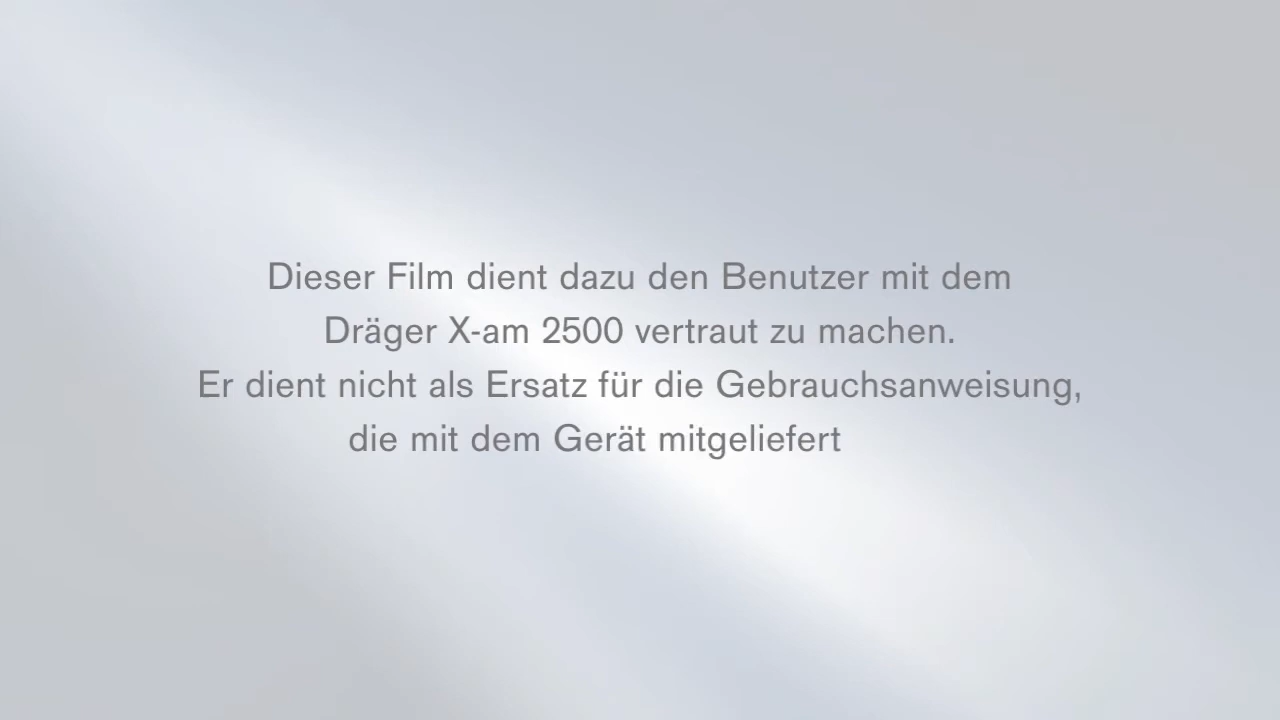 Dieser Film dient dazu den Benutzer mit dem
Dräger X-am 2500 vertraut zu machen.
Er dient nicht als Ersatz für die Gebrauchsanweisung,
die mit dem Gerät mitgeliefert